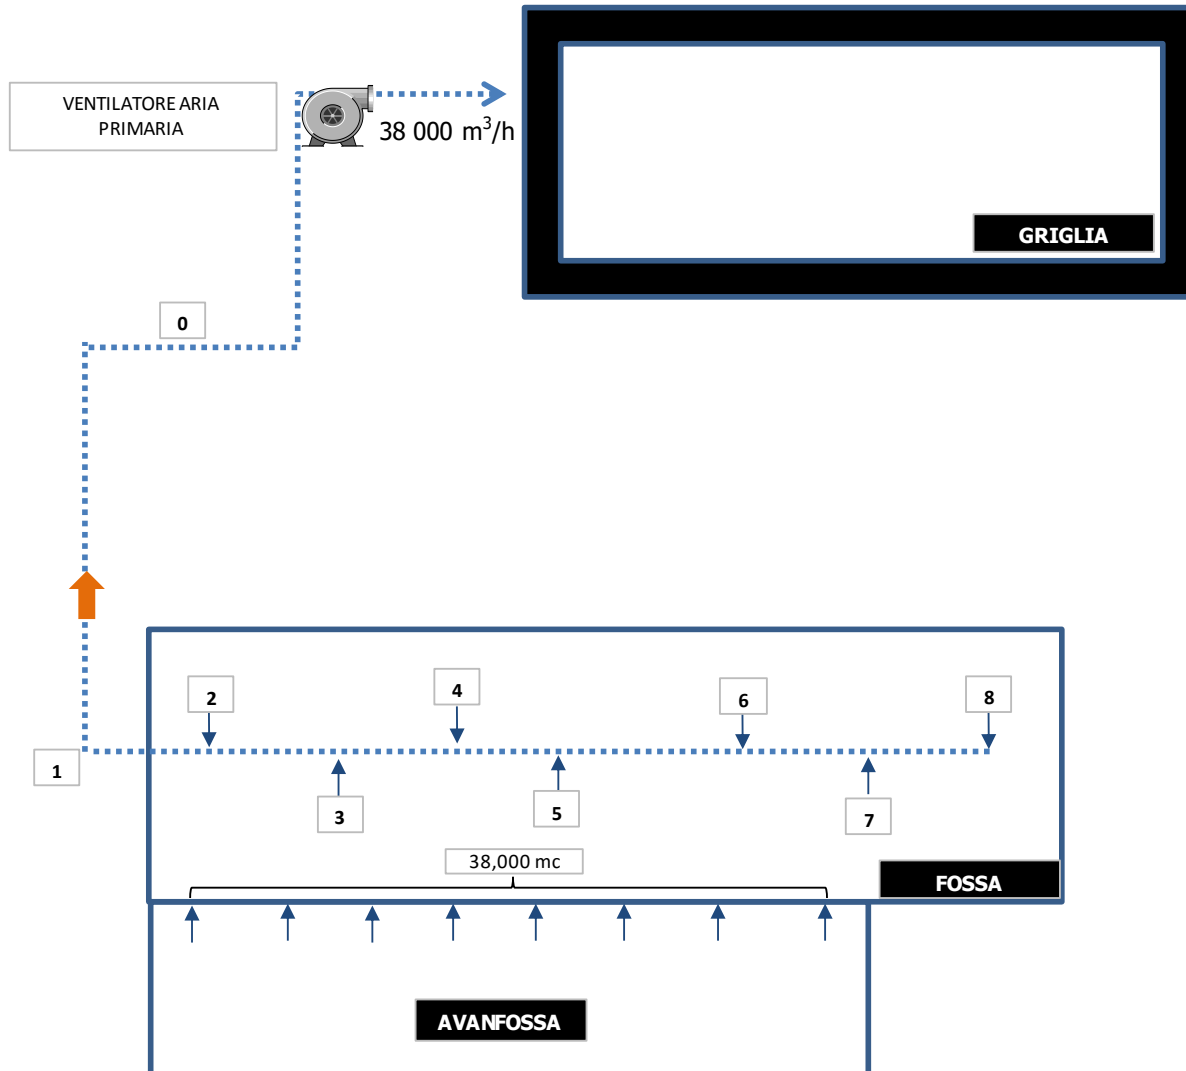 VENTILATORE ARIA
PRIMARIA
38 000 m³/h
GRIGLIA
0
2
4
6
8
1
3
5
7
38,000 mc
FOSSA
AVANFOSSA